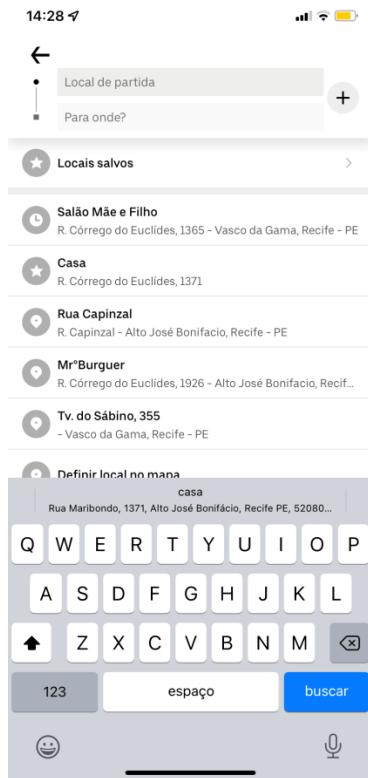 14:28
Local de partida
Para onde?
Locais salvos
Salão Mãe e Filho
R. Córrego do Euclídes, 1365 - Vasco da Gama, Recife - PE
Casa
R. Córrego do Euclídes, 1371
Rua Capinzal
R. Capinzal - Alto José Bonifacio, Recife - PE
Mr°Burguer
R. Córrego do Euclídes, 1926 - Alto José Bonifacio, Recif...
Tv. do Sábino, 355
- Vasco da Gama, Recife - PE
Definir local no mapa
casa
Rua Maribondo, 1371, Alto José Bonifácio, Recife PE, 52080...
Q W E R T Y U I O P
A S D F G H J K L
Z X C V B N M
123 espaço buscar